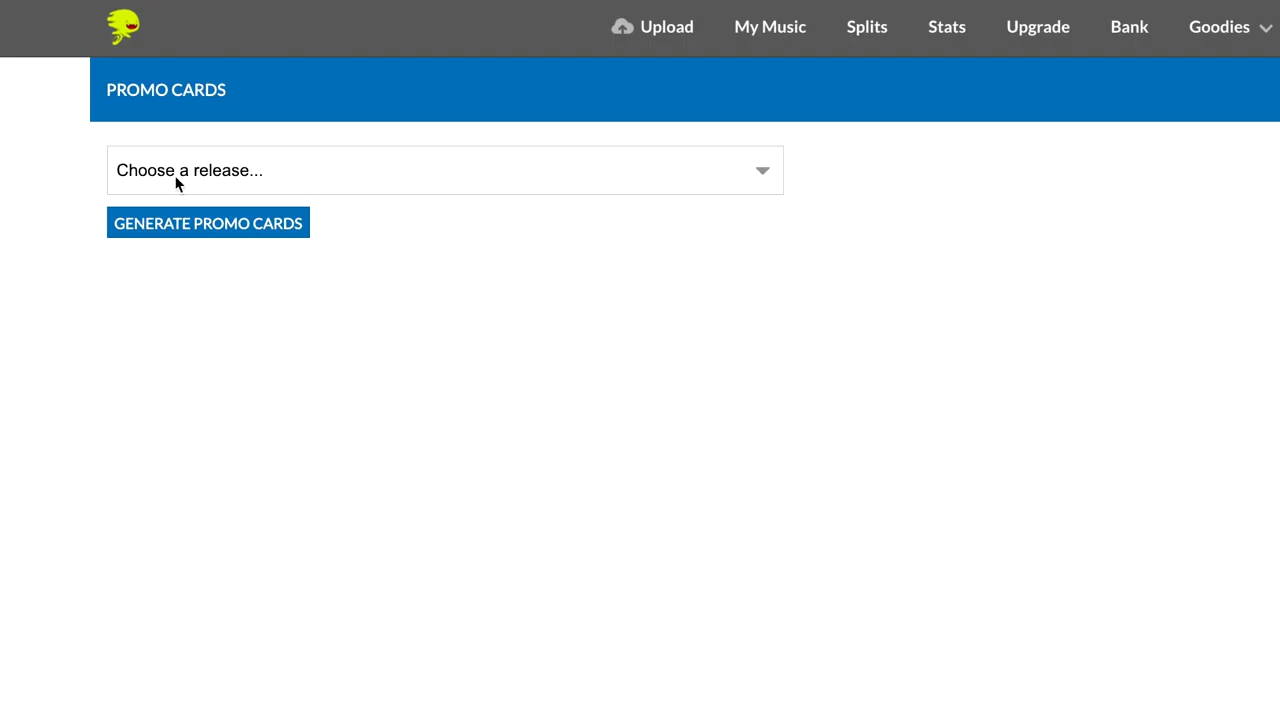 Upload My Music Splits Stats Upgrade Bank Goodies
PROMO CARDS
Choose a release...
GENERATE PROMO CARDS